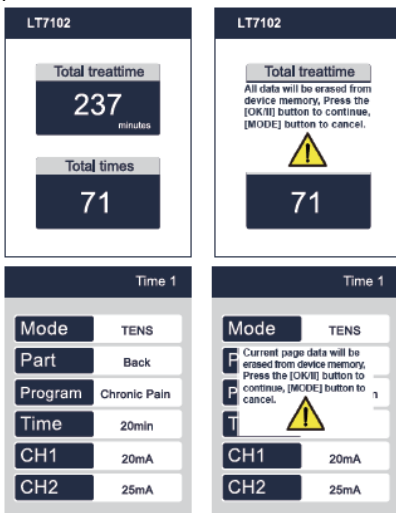 LT7102
Total treattime
237
minutes
Total times
71
LT7102
Total treattime
All data will be erased from
device memory, Press the
[OK/II] button to continue,
[MODE] button to cancel.
71
Time 1
Mode TENS
Part Back
Program Chronic Pain
Time 20min
CH1 20mA
CH2 25mA
Time 1
Mode TENS
Current page data will be
erased from device memory,
Press the [OK/II] button to
continue, [MODE] button to
cancel.
CH1 20mA
CH2 25mA